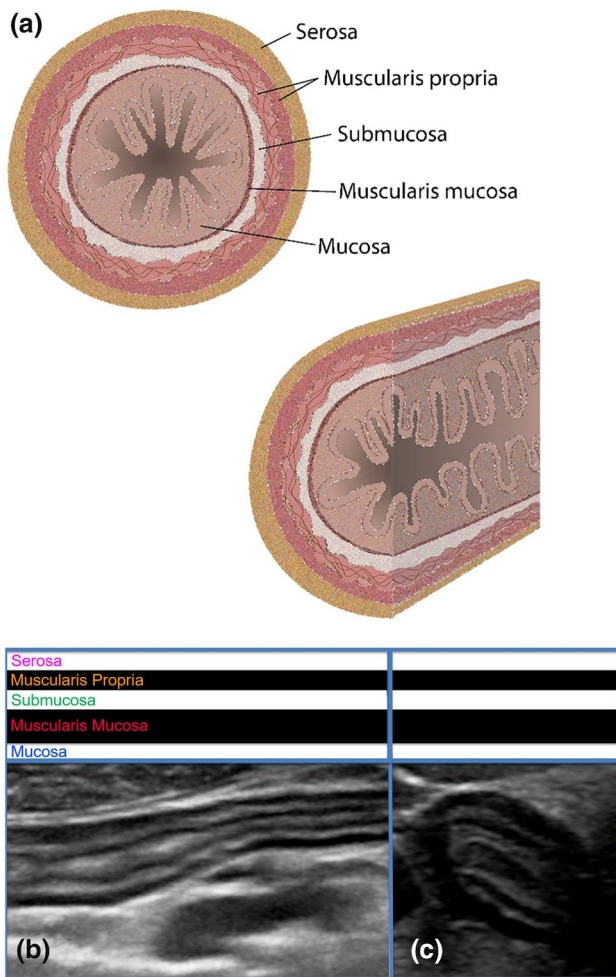 (a)
Serosa
Muscularis propria
Submucosa
Muscularis mucosa
Mucosa
Serosa
Muscularis Propria
Submucosa
Muscularis Mucosa
Mucosa
(b)
(c)